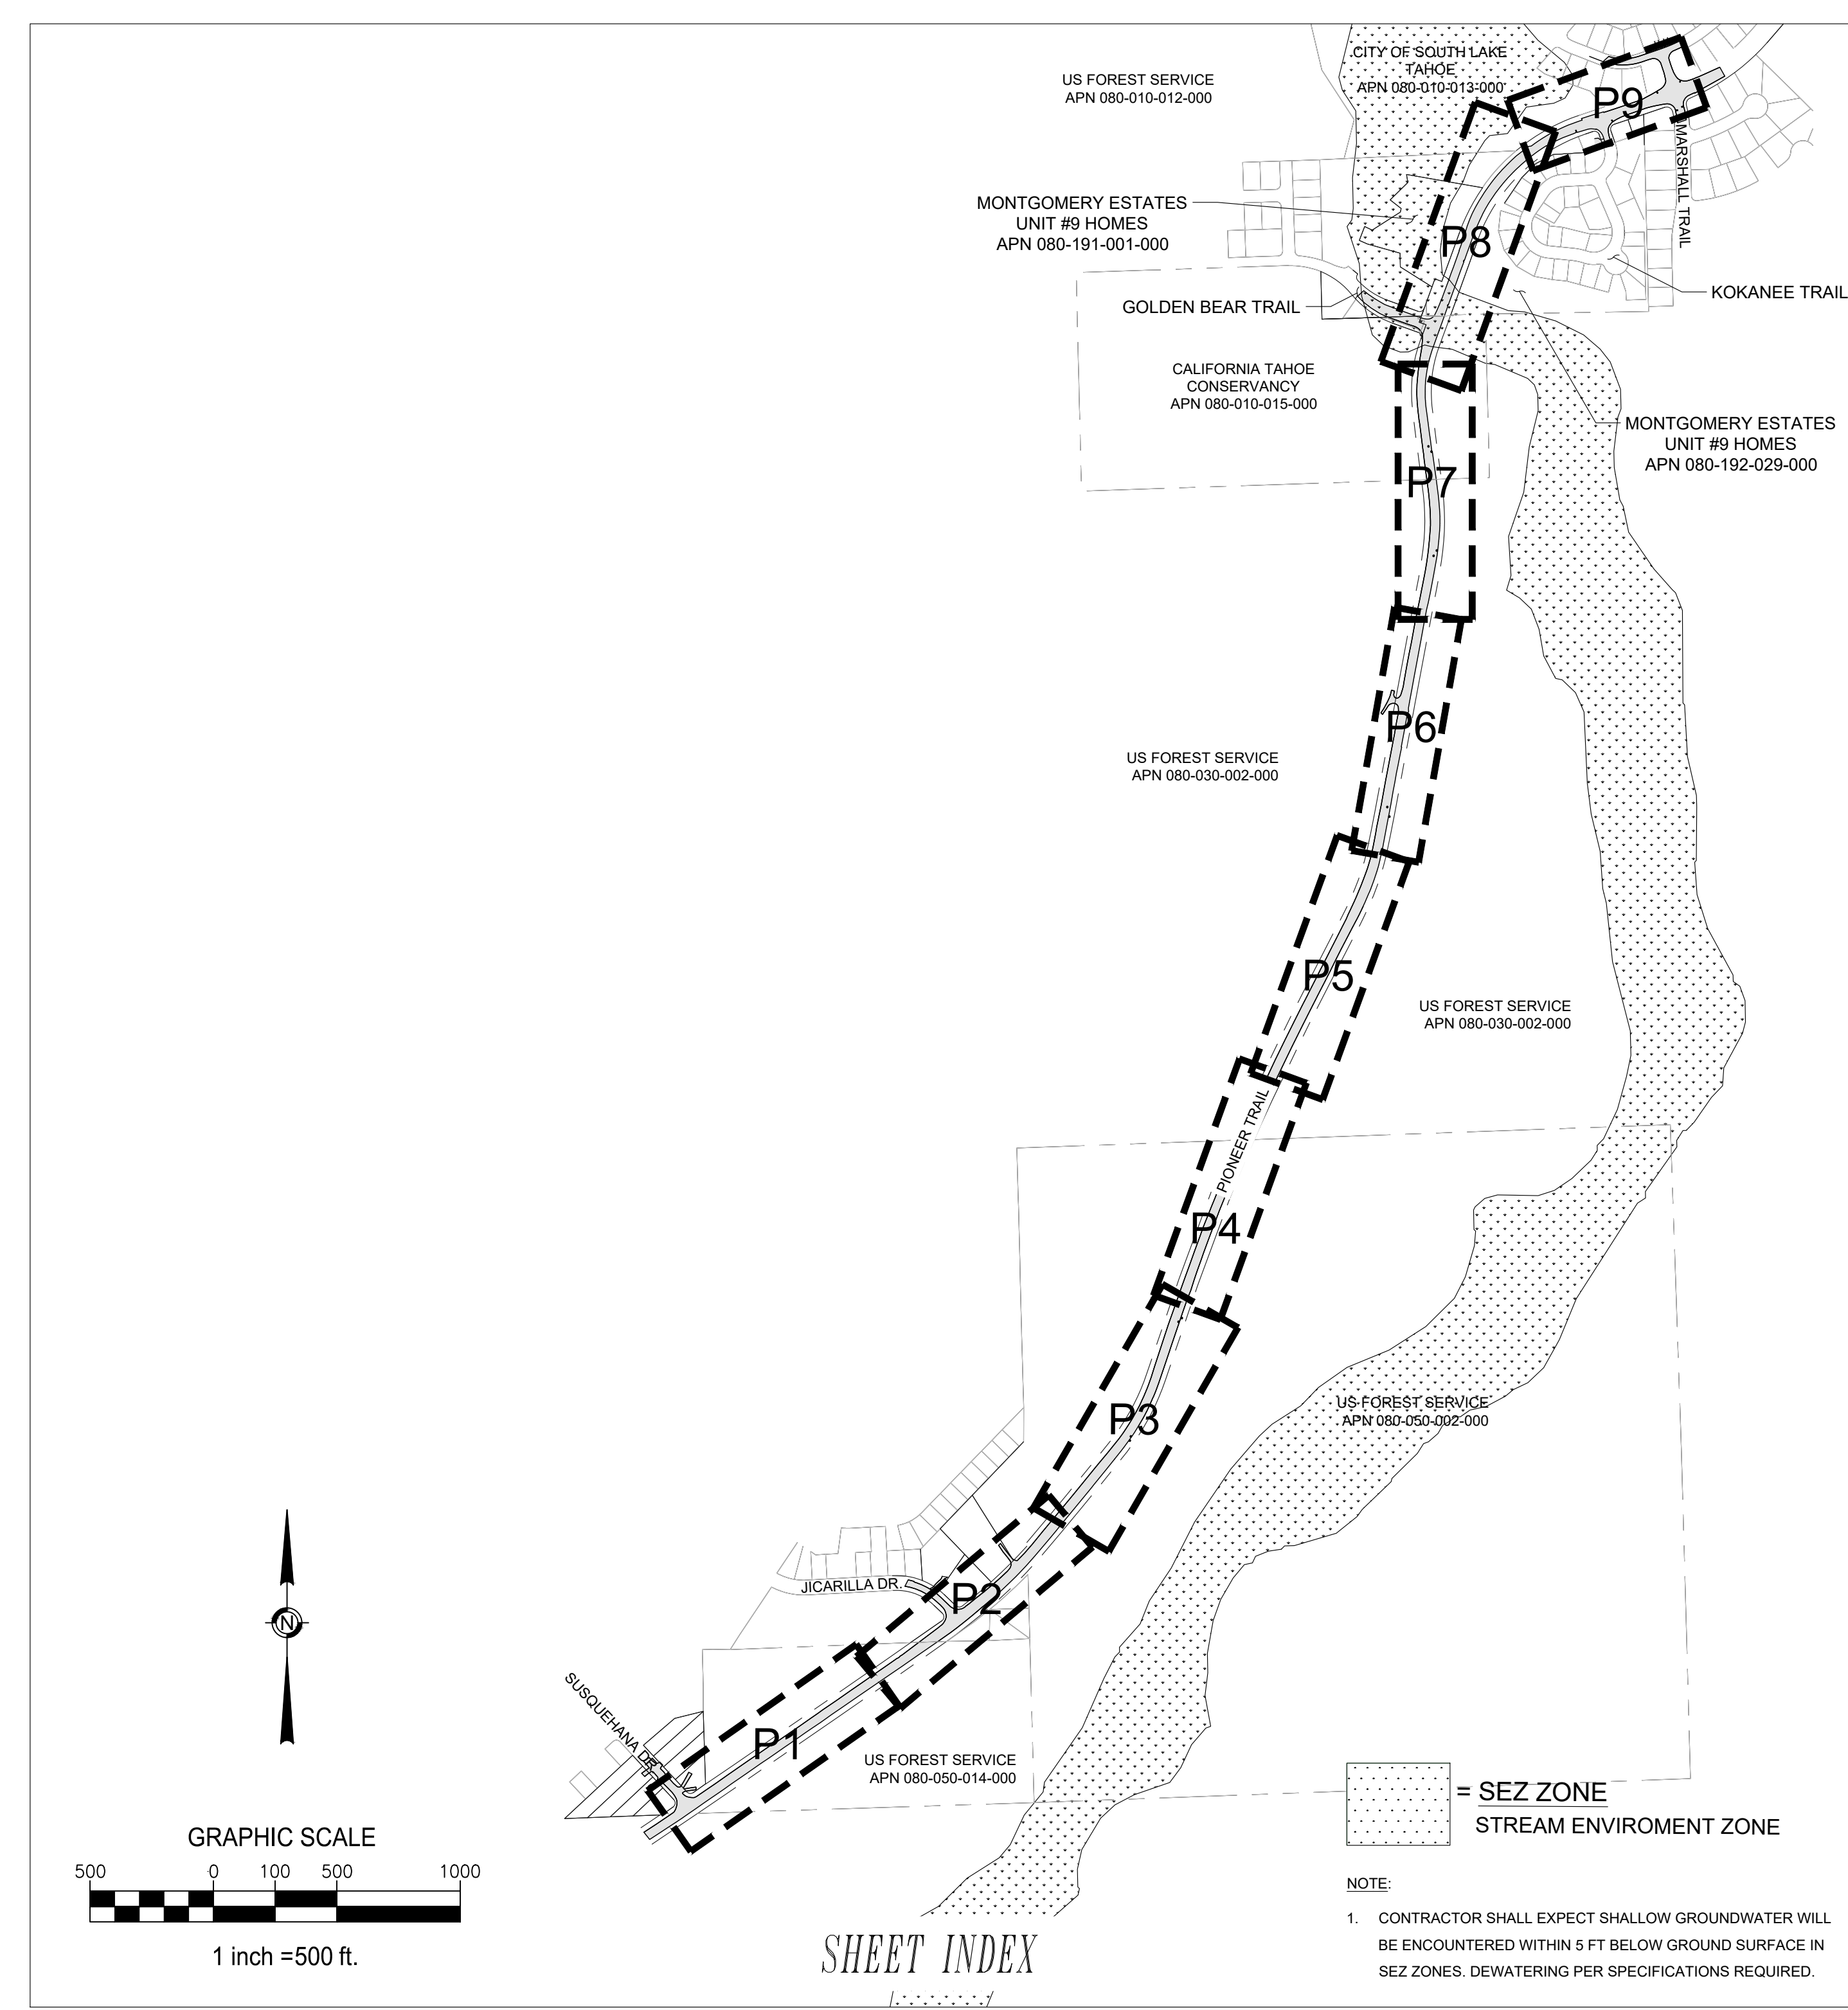 US FOREST SERVICE
APN 080-010-012-000
CITY OF SOUTH LAKE
TAHOE
APN 080-010-013-000
P9
MARSHALL TRAIL
MONTGOMERY ESTATES
UNIT #9 HOMES
APN 080-191-001-000
P8
KOKANEE TRAIL
GOLDEN BEAR TRAIL
CALIFORNIA TAHOE
CONSERVANCY
APN 080-010-015-000
MONTGOMERY ESTATES
UNIT #9 HOMES
APN 080-192-029-000
P7
P6
US FOREST SERVICE
APN 080-030-002-000
P5
US FOREST SERVICE
APN 080-030-002-000
PIONEER TRAIL
P4
US FOREST SERVICE
APN 080-050-002-000
P3
JICARILLA DR.
P2
N
SUSQUEHANA DR.
P1
US FOREST SERVICE
APN 080-050-014-000
= SEZ ZONE
STREAM ENVIROMENT ZONE
GRAPHIC SCALE
500 0 100 500 1000
1 inch =500 ft.
NOTE:
1. CONTRACTOR SHALL EXPECT SHALLOW GROUNDWATER WILL
BE ENCOUNTERED WITHIN 5 FT BELOW GROUND SURFACE IN
SEZ ZONES. DEWATERING PER SPECIFICATIONS REQUIRED.
SHEET INDEX